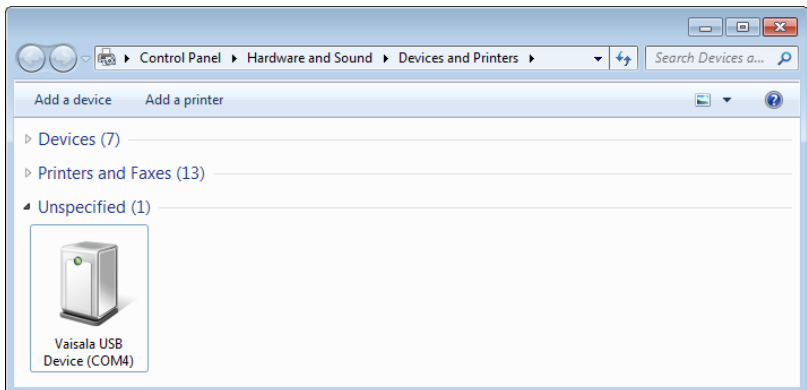 Control Panel Hardware and Sound Devices and Printers Search Devices a...
Add a device Add a printer
Devices (7)
Printers and Faxes (13)
Unspecified (1)
Vaisala USB
Device (COM4)